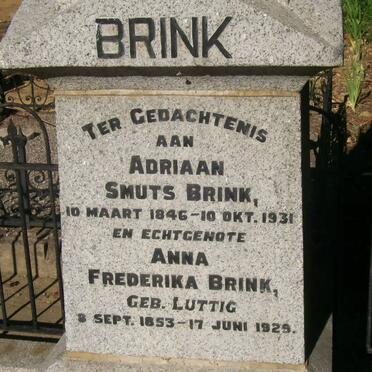 BRINK
TER GEDACHTENIS
AAN
ADRIAAN
SMUTS BRINK,
10 MAART 1846-10 OKT. 1931
EN ECHTGENOTE
ANNA
FREDERIKA BRINK,
GEB. LUTTIG
8 SEPT. 1853-17 JUNI 1929.